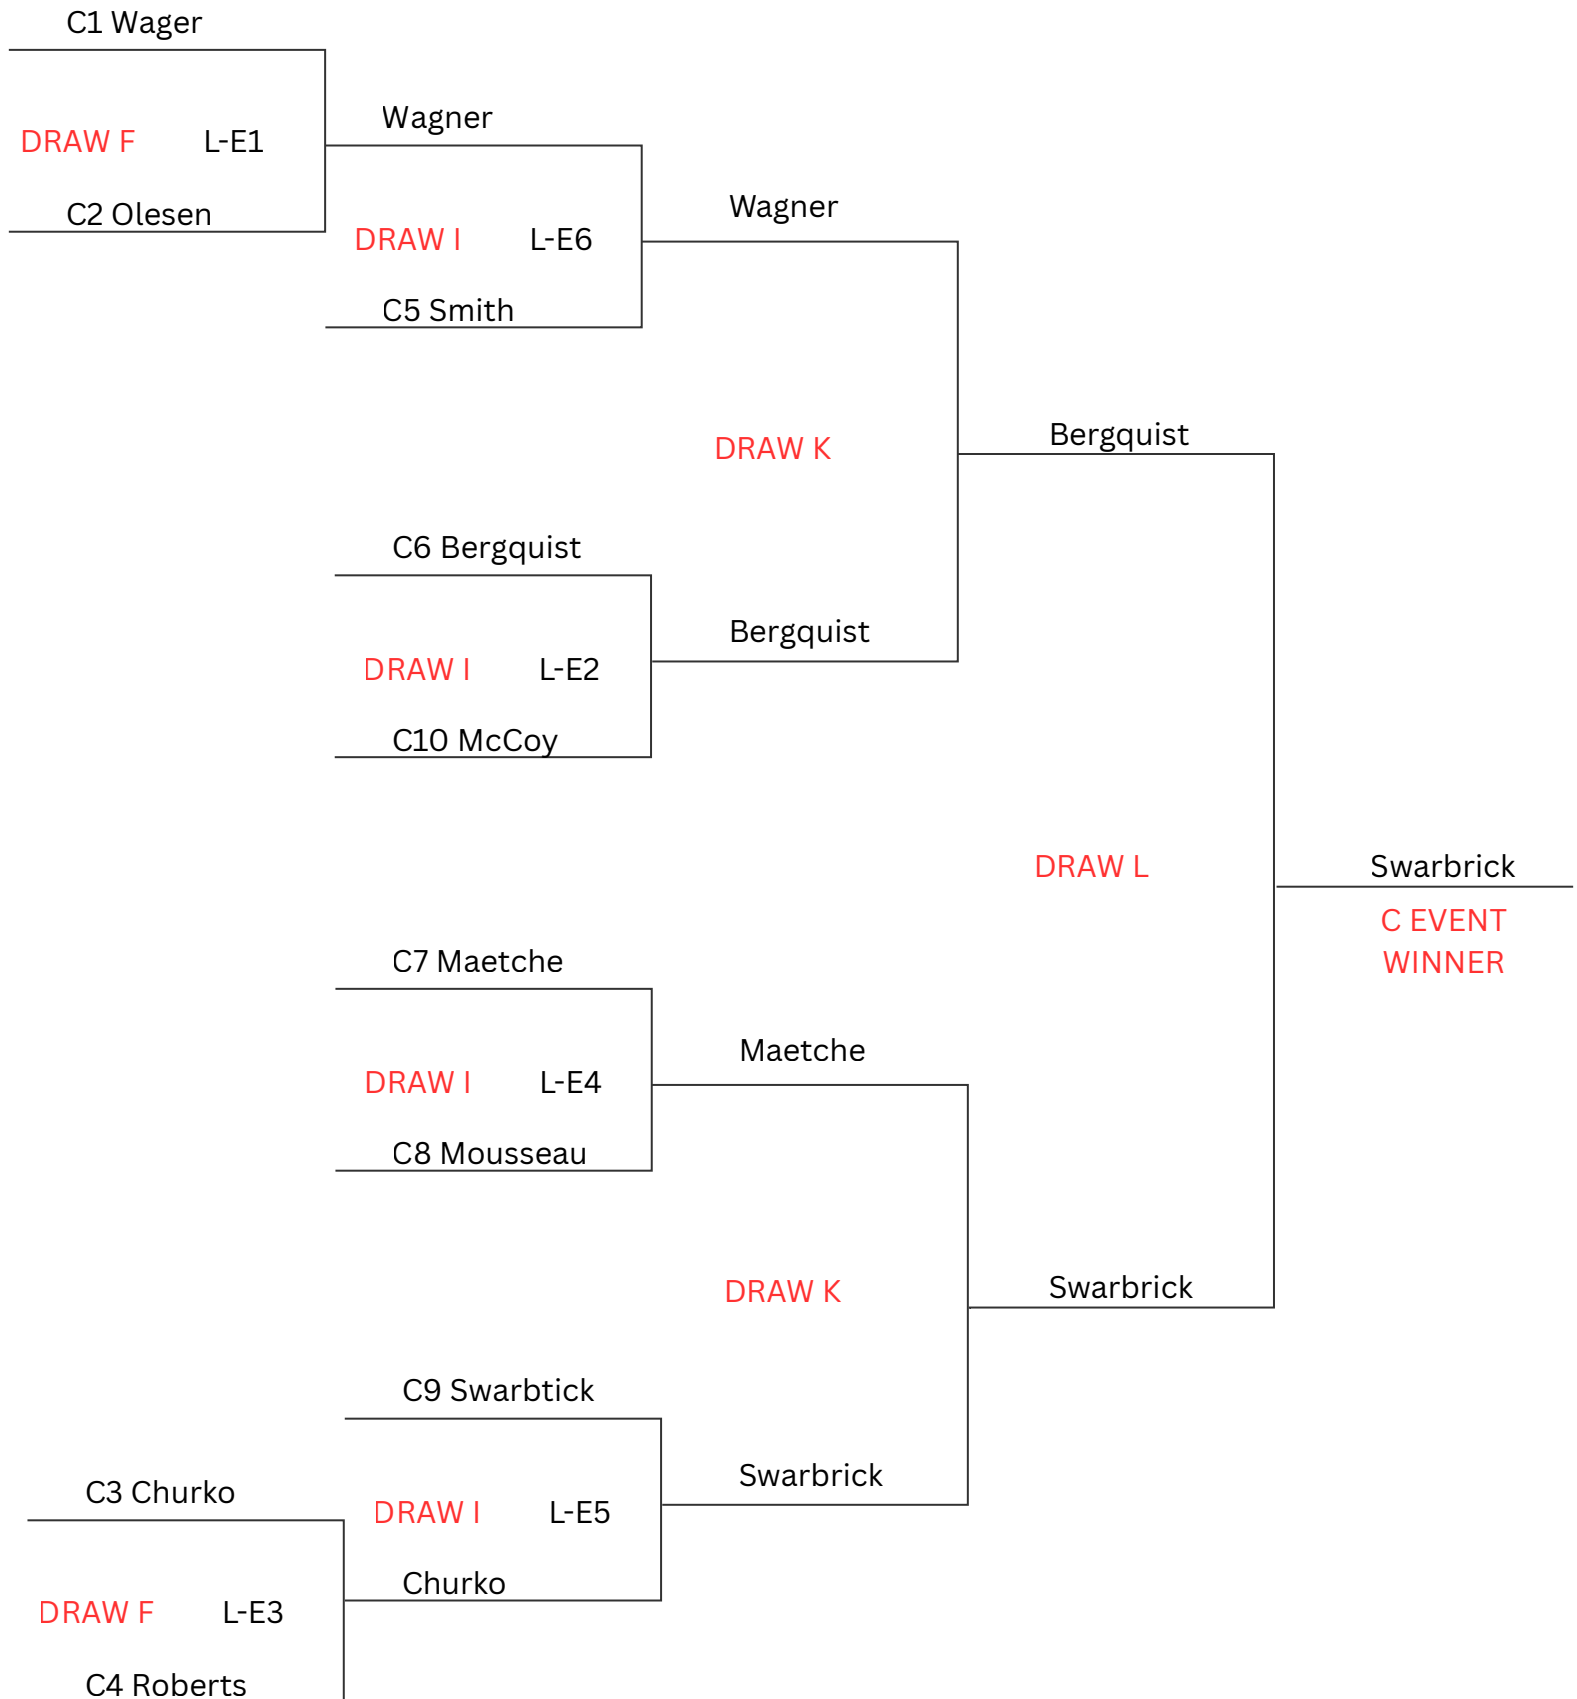 C1 Wager
Wagner
DRAW F L-E1
Wagner
C2 Olesen
DRAW I L-E6
C5 Smith
Bergquist
DRAW K
C6 Bergquist
Bergquist
DRAW I L-E2
C10 McCoy
DRAW L
Swarbrick
C EVENT
WINNER
C7 Maetche
Maetche
DRAW I L-E4
C8 Mousseau
Swarbrick
DRAW K
C9 Swarbtick
Swarbrick
C3 Churko
DRAW I L-E5
Churko
DRAW F L-E3
C4 Roberts